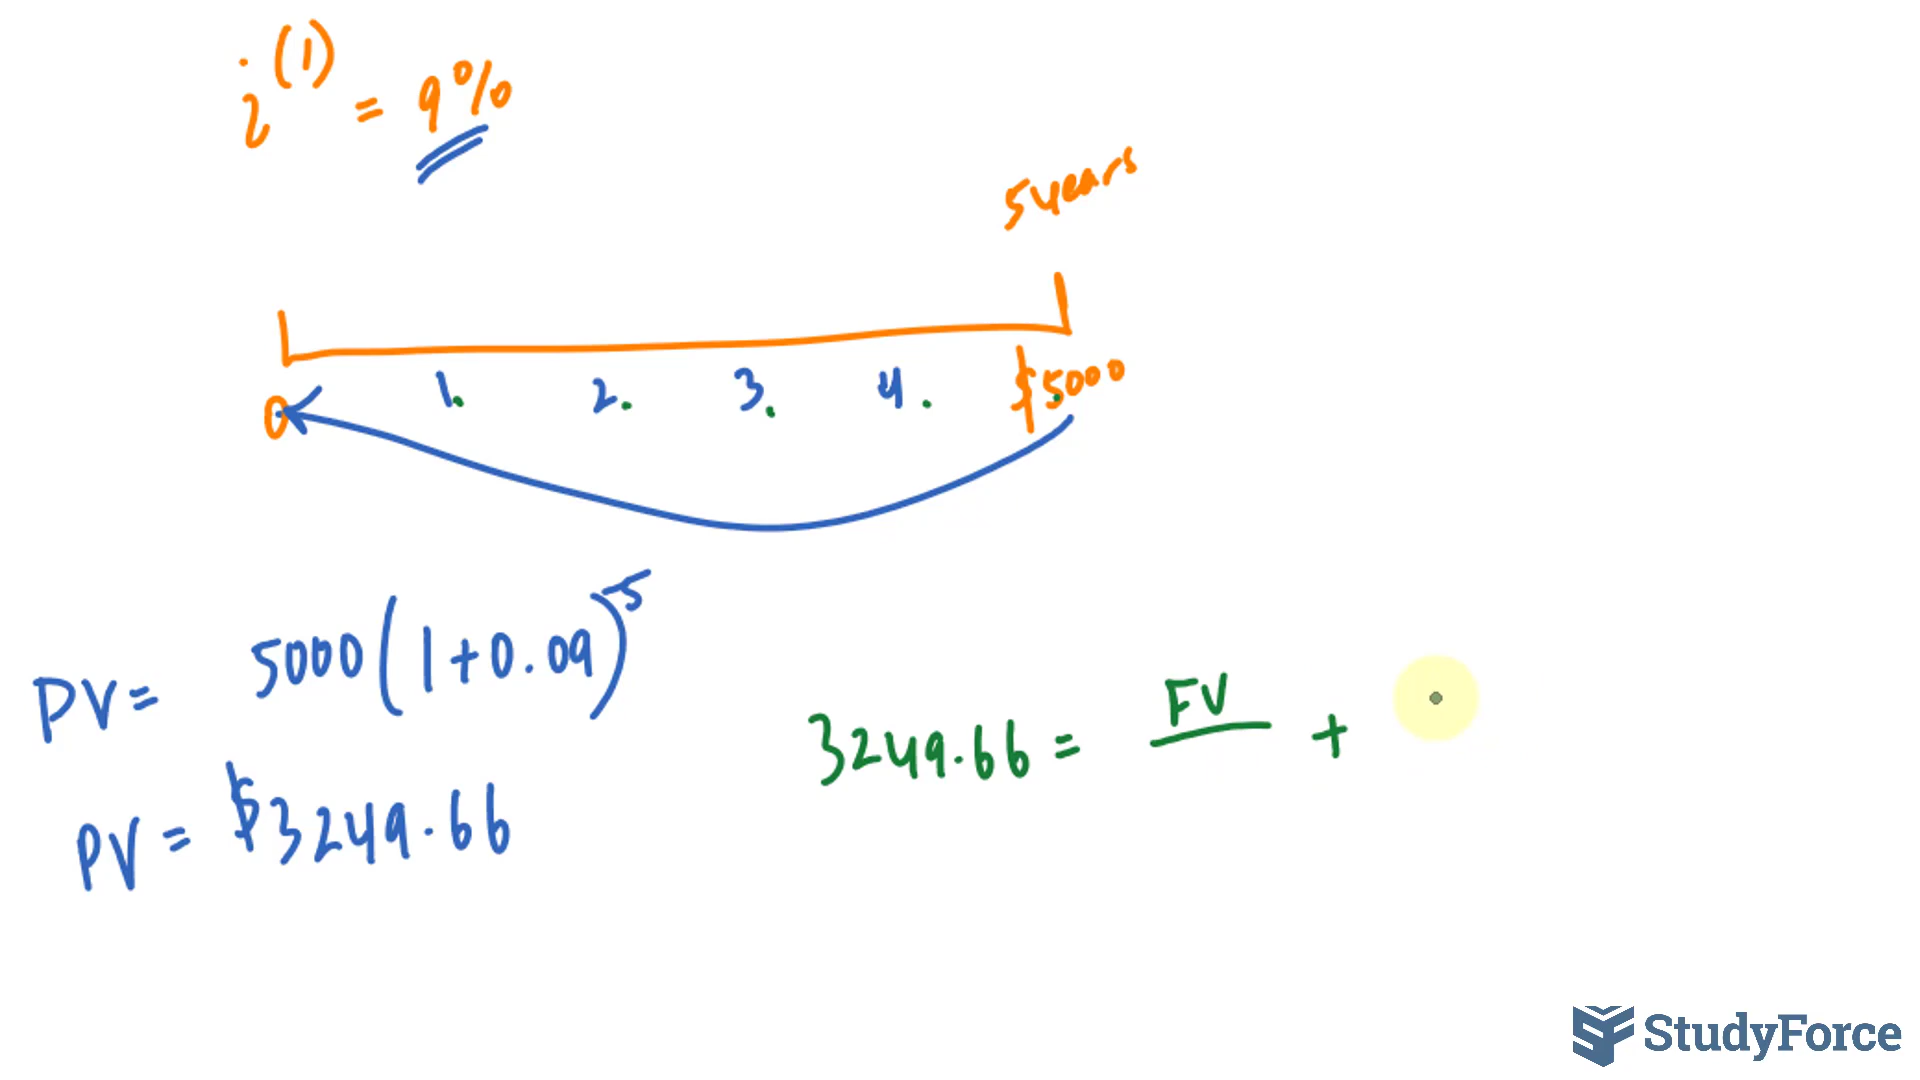 i^(1) = 9%
5 years
0 1. 2. 3. 4. $5000
PV = 5000(1+0.09)^-5
PV = $3249.66
3249.66 = FV +
StudyForce